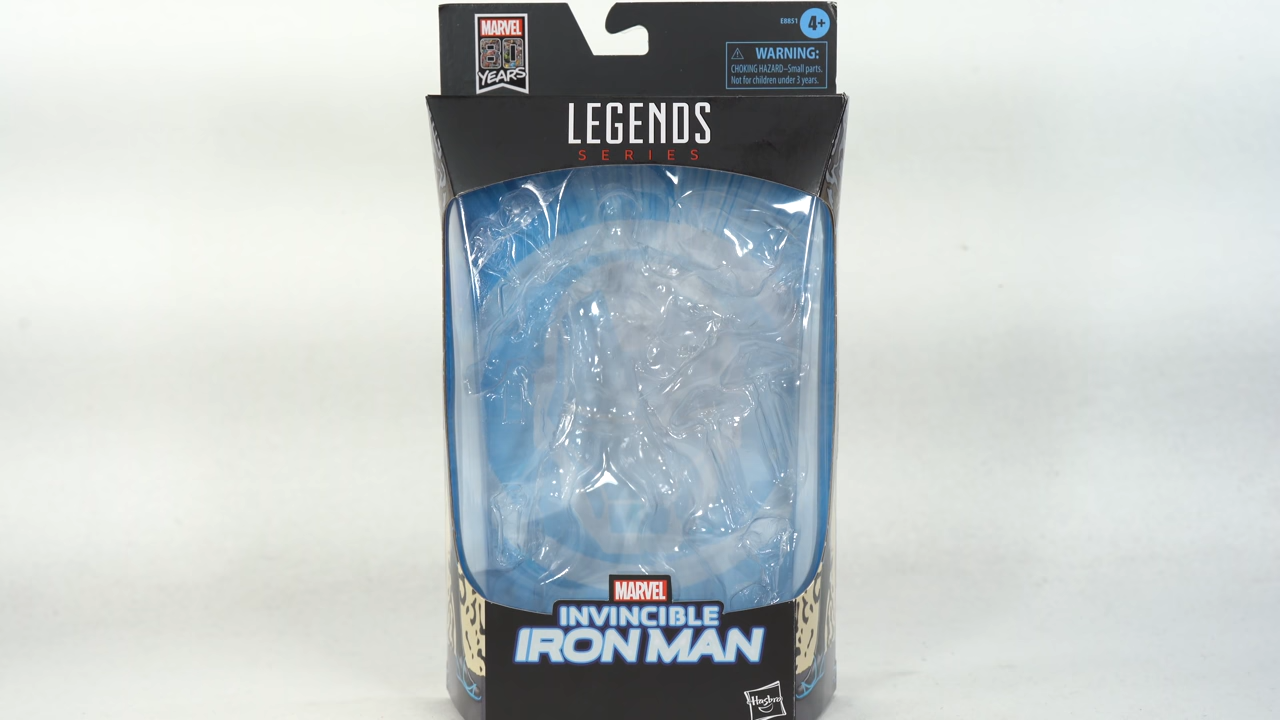 MARVEL
80
YEARS
E8851
4+
⚠ WARNING:
CHOKING HAZARD–Small parts.
Not for children under 3 years.
LEGENDS
SERIES
MARVEL
INVINCIBLE
IRON MAN
Hasbro